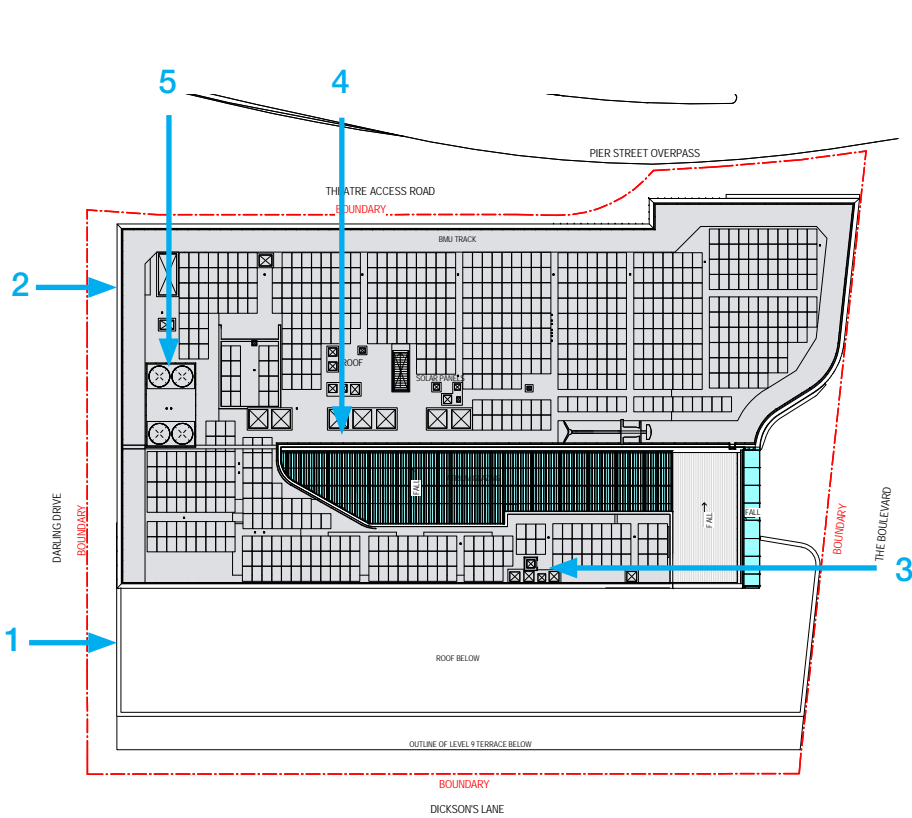 5
4
PIER STREET OVERPASS
THEATRE ACCESS ROAD
BOUNDARY
BMU TRACK
2
ROOF
SOLAR PANELS
DARLING DRIVE
BOUNDARY
FALL
FALL
FALL
BOUNDARY
THE BOULEVARD
3
1
ROOF BELOW
OUTLINE OF LEVEL 9 TERRACE BELOW
BOUNDARY
DICKSON'S LANE